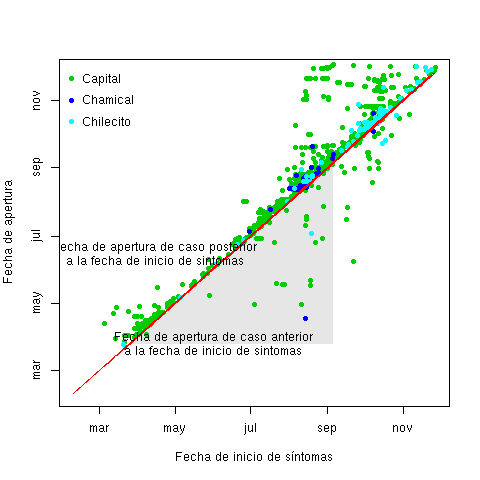 Capital
Chamical
Chilecito
echa de apertura de caso posterior
a la fecha de inicio de síntomas
Fecha de apertura de caso anterior
a la fecha de inicio de síntomas
Fecha de apertura
nov
sep
jul
may
mar
mar
may
jul
sep
nov
Fecha de inicio de síntomas